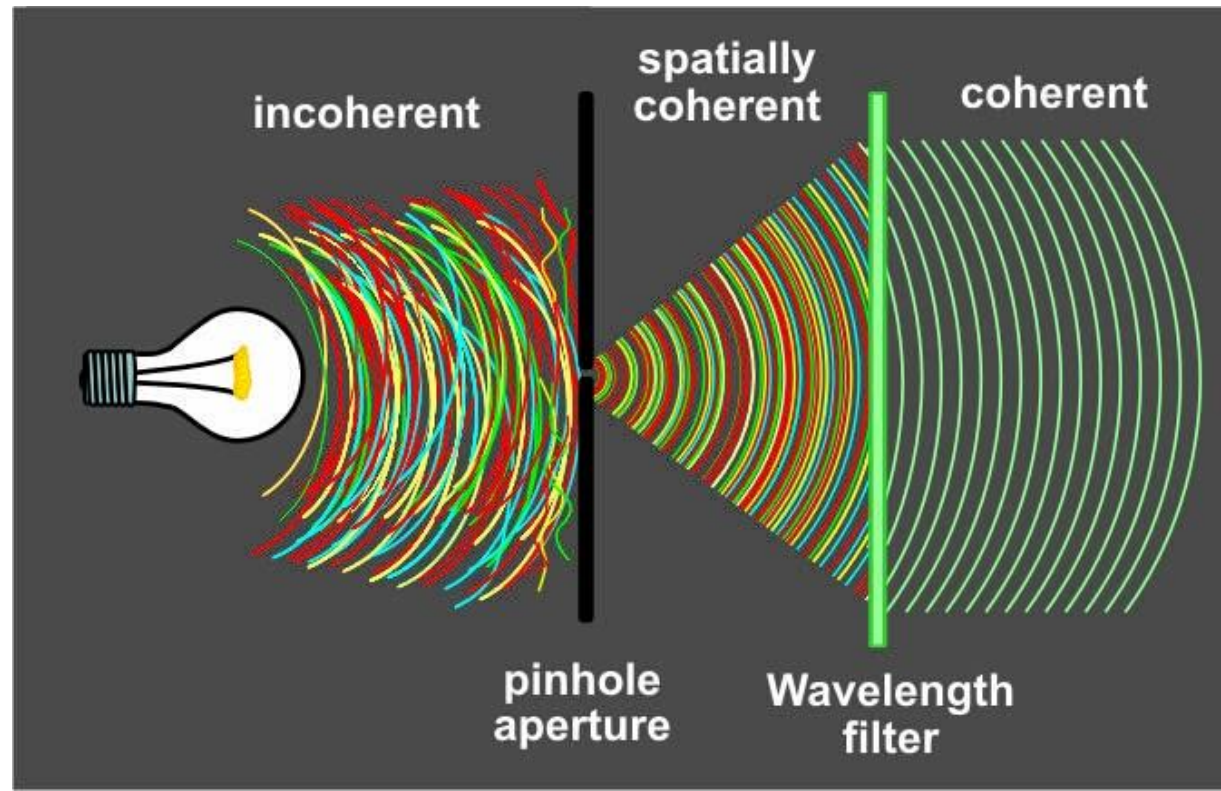 incoherent
spatially
coherent
coherent
pinhole
aperture
Wavelength
filter